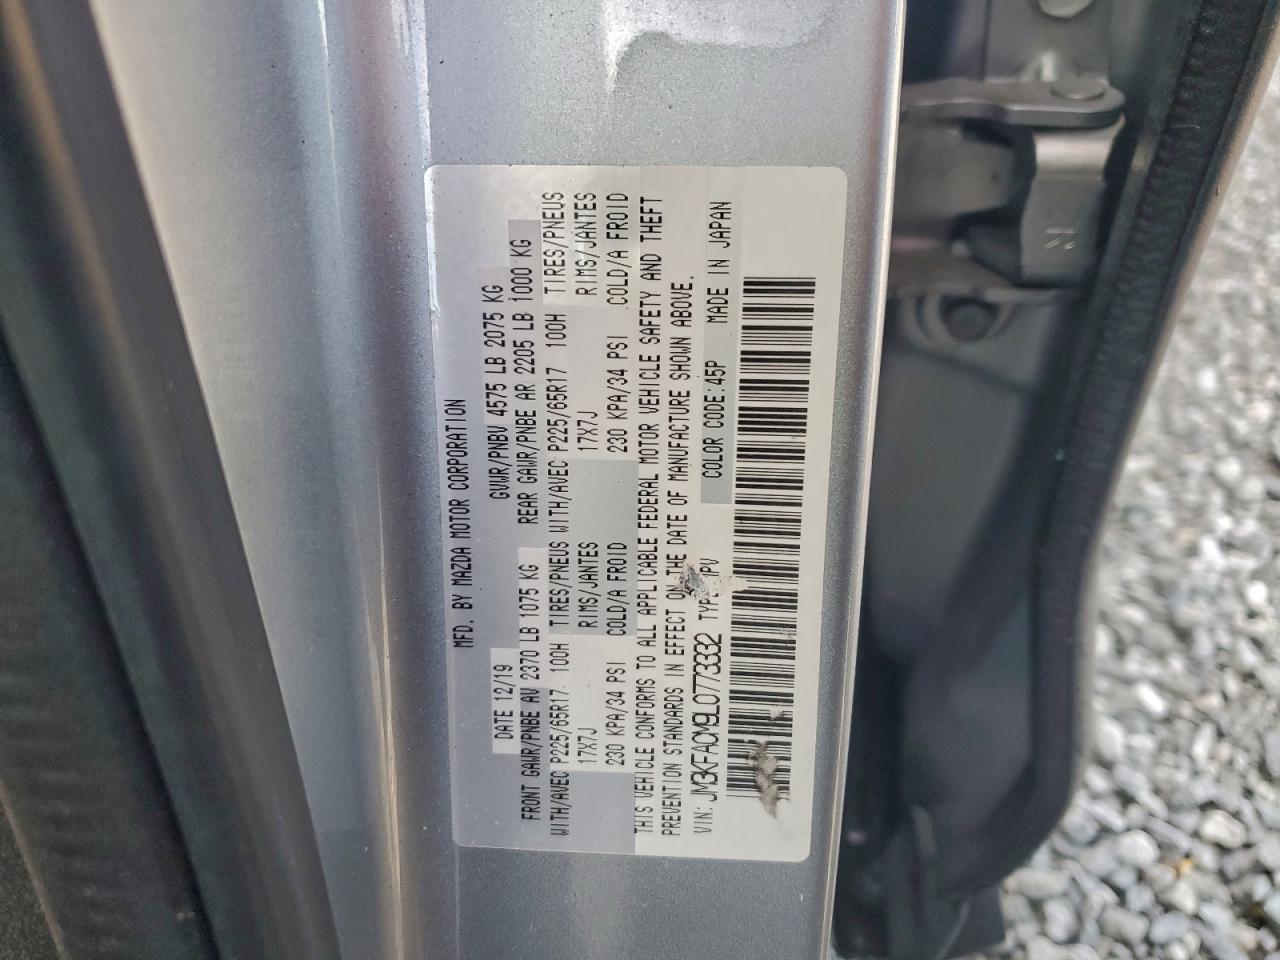 MFD. BY MAZDA MOTOR CORPORATION
DATE 12/19 GVWR/PNBV 4575 LB 2075 KG
FRONT GAWR/PNBE AV 2370 LB 1075 KG REAR GAWR/PNBE AR 2205 LB 1000 KG
WITH/AVEC P225/65R17 100H TIRES/PNEUS WITH/AVEC P225/65R17 100H TIRES/PNEUS
17X7J RIMS/JANTES 17X7J RIMS/JANTES
230 KPA/34 PSI COLD/A FROID 230 KPA/34 PSI COLD/A FROID
THIS VEHICLE CONFORMS TO ALL APPLICABLE FEDERAL MOTOR VEHICLE SAFETY AND THEFT
PREVENTION STANDARDS IN EFFECT ON THE DATE OF MANUFACTURE SHOWN ABOVE.
VIN: JM3KFACM9L0773332 MPV COLOR CODE:45P MADE IN JAPAN